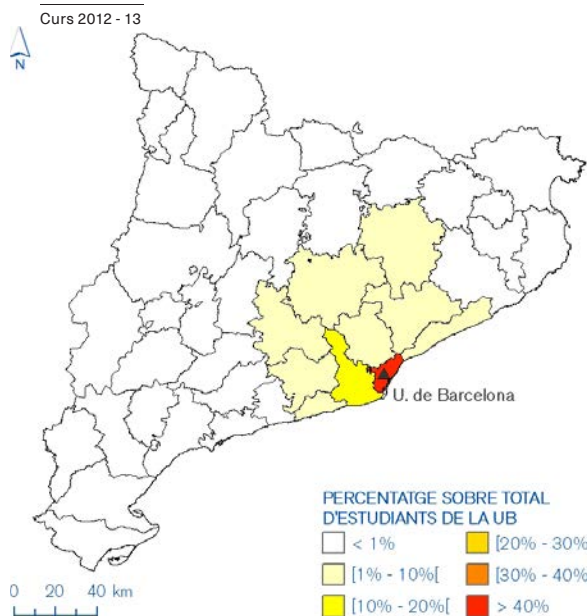 Curs 2012 - 13
N
U. de Barcelona
PERCENTATGE SOBRE TOTAL
D'ESTUDIANTS DE LA UB
< 1% [20% - 30%
[1% - 10%[ [30% - 40%
[10% - 20%[ > 40%
0 20 40 km